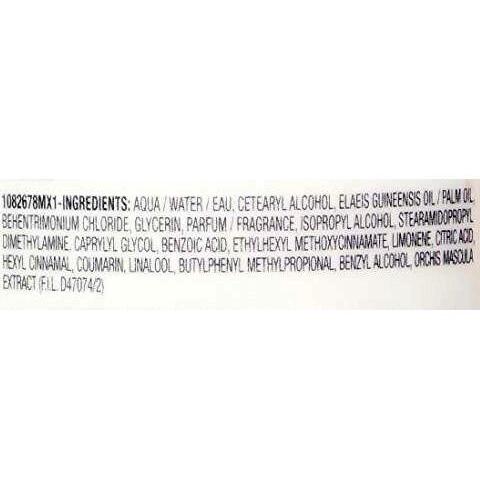 1082678MX1-INGREDIENTS: AQUA / WATER / EAU, CETEARYL ALCOHOL, ELAEIS GUINEENSIS OIL / PALM OIL,
BEHENTRIMONIUM CHLORIDE, GLYCERIN, PARFUM / FRAGRANCE, ISOPROPYL ALCOHOL, STEARAMIDOPROPYL
DIMETHYLAMINE, CAPRYLYL GLYCOL, BENZOIC ACID, ETHYLHEXYL METHOXYCINNAMATE, LIMONENE, CITRIC ACID,
HEXYL CINNAMAL, COUMARIN, LINALOOL, BUTYLPHENYL METHYLPROPIONAL, BENZYL ALCOHOL, ORCHIS MASCULA
EXTRACT (F.I.L. D47074/2)